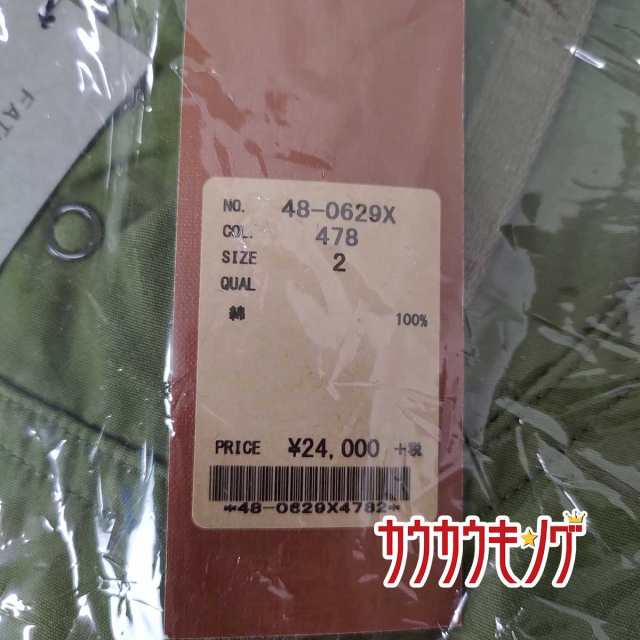 FAT
NO. 48-0629X
COL. 478
SIZE 2
QUAL
綿 100%
PRICE ¥24,000 +税
*48-0629X4782*
カウカウキング